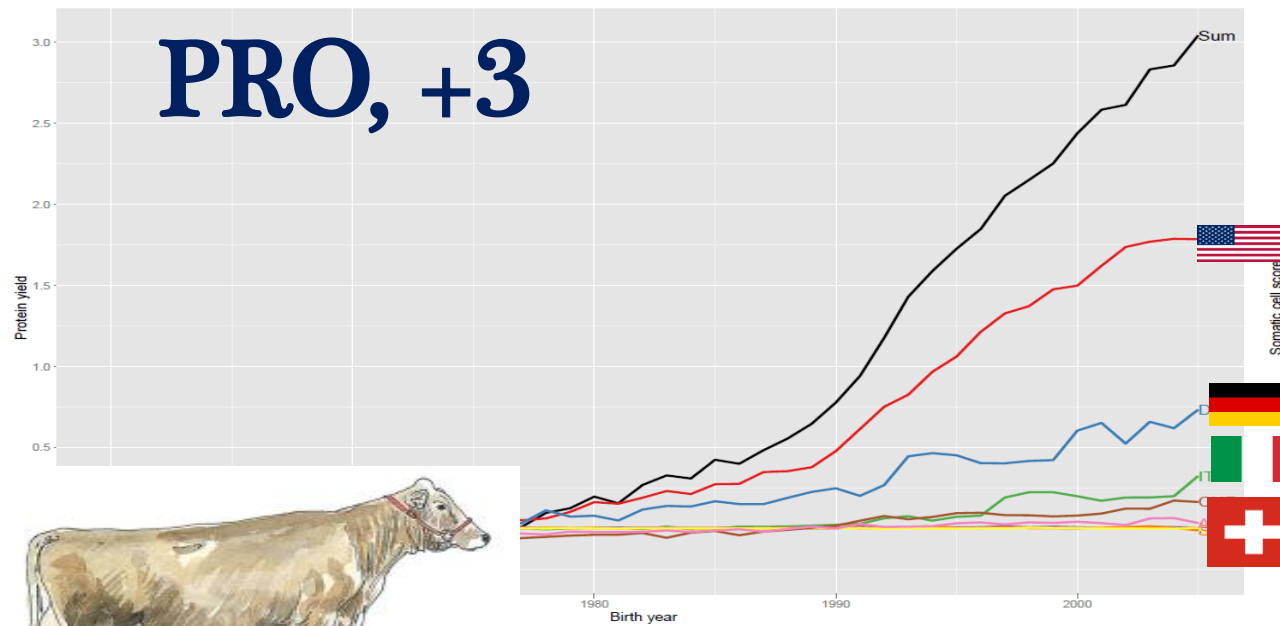 PRO, +3
Sum
3.0
2.5
2.0
1.5
1.0
0.5
Protein yield
Somatic cell score
D
IT
1980
1990
2000
Birth year